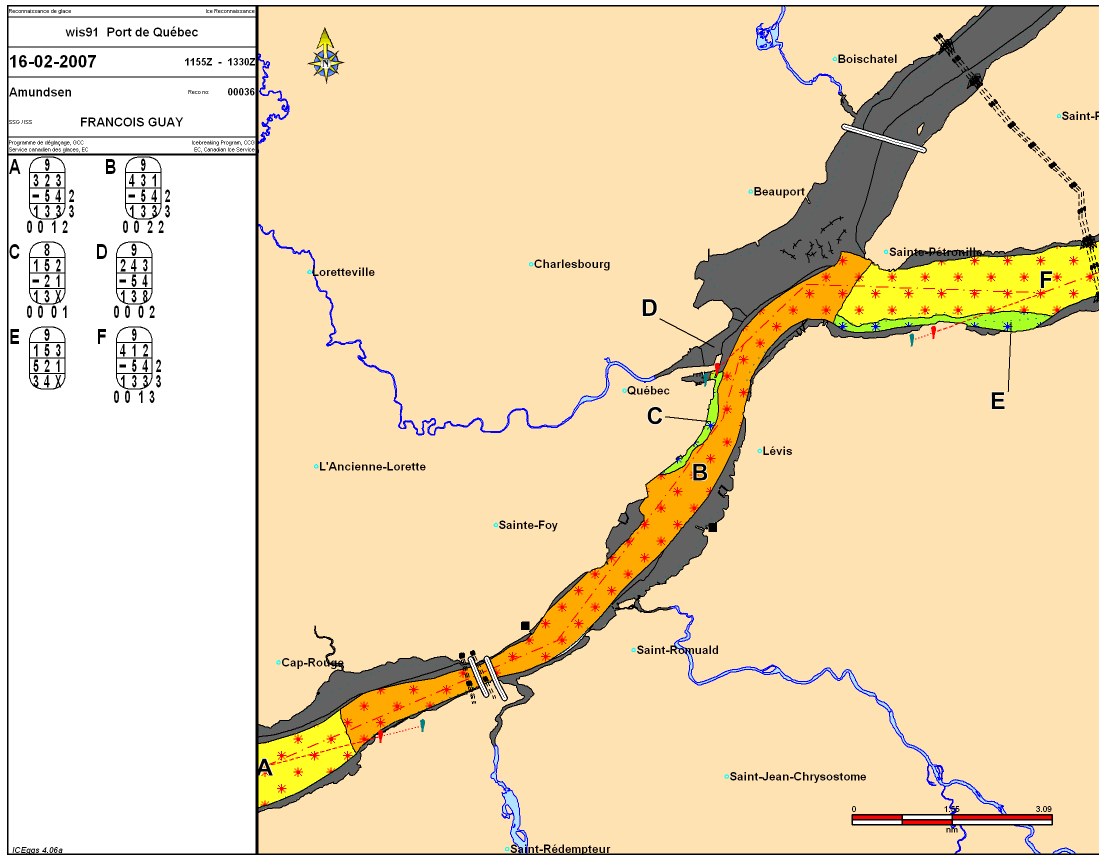 Reconnaissance de glace Ice Reconnaissance
wis91 Port de Québec
16-02-2007 1155Z - 1330Z
Amundsen Reco no: 00036
SSG / ISS FRANCOIS GUAY
Programme de déglaçage, GCC Icebreaking Program, CCG
Service canadien des glaces, EC EC, Canadian Ice Service
A B
9 9
3 2 3 4 3 1
- 5 4 2 - 5 4 2
1 3 3 3 1 3 3 3
0 0 1 2 0 0 2 2
C D
8 9
1 5 2 2 4 3
- 2 1 - 5 4
1 3 X 1 3 8
0 0 0 1 0 0 0 2
E F
9 9
1 5 3 4 1 2
5 2 1 - 5 4 2
3 4 X 1 3 3 3
0 0 1 3
ICEggs 4.06a
N
Boischatel
Saint-P
Beauport
Sainte-Pétronille
Charlesbourg
Loretteville
F
D
Québec
E
C
Lévis
L'Ancienne-Lorette
B
Sainte-Foy
Saint-Romuald
Cap-Rouge
A
Saint-Jean-Chrysostome
0 1.55 3.09
nm
Saint-Rédempteur